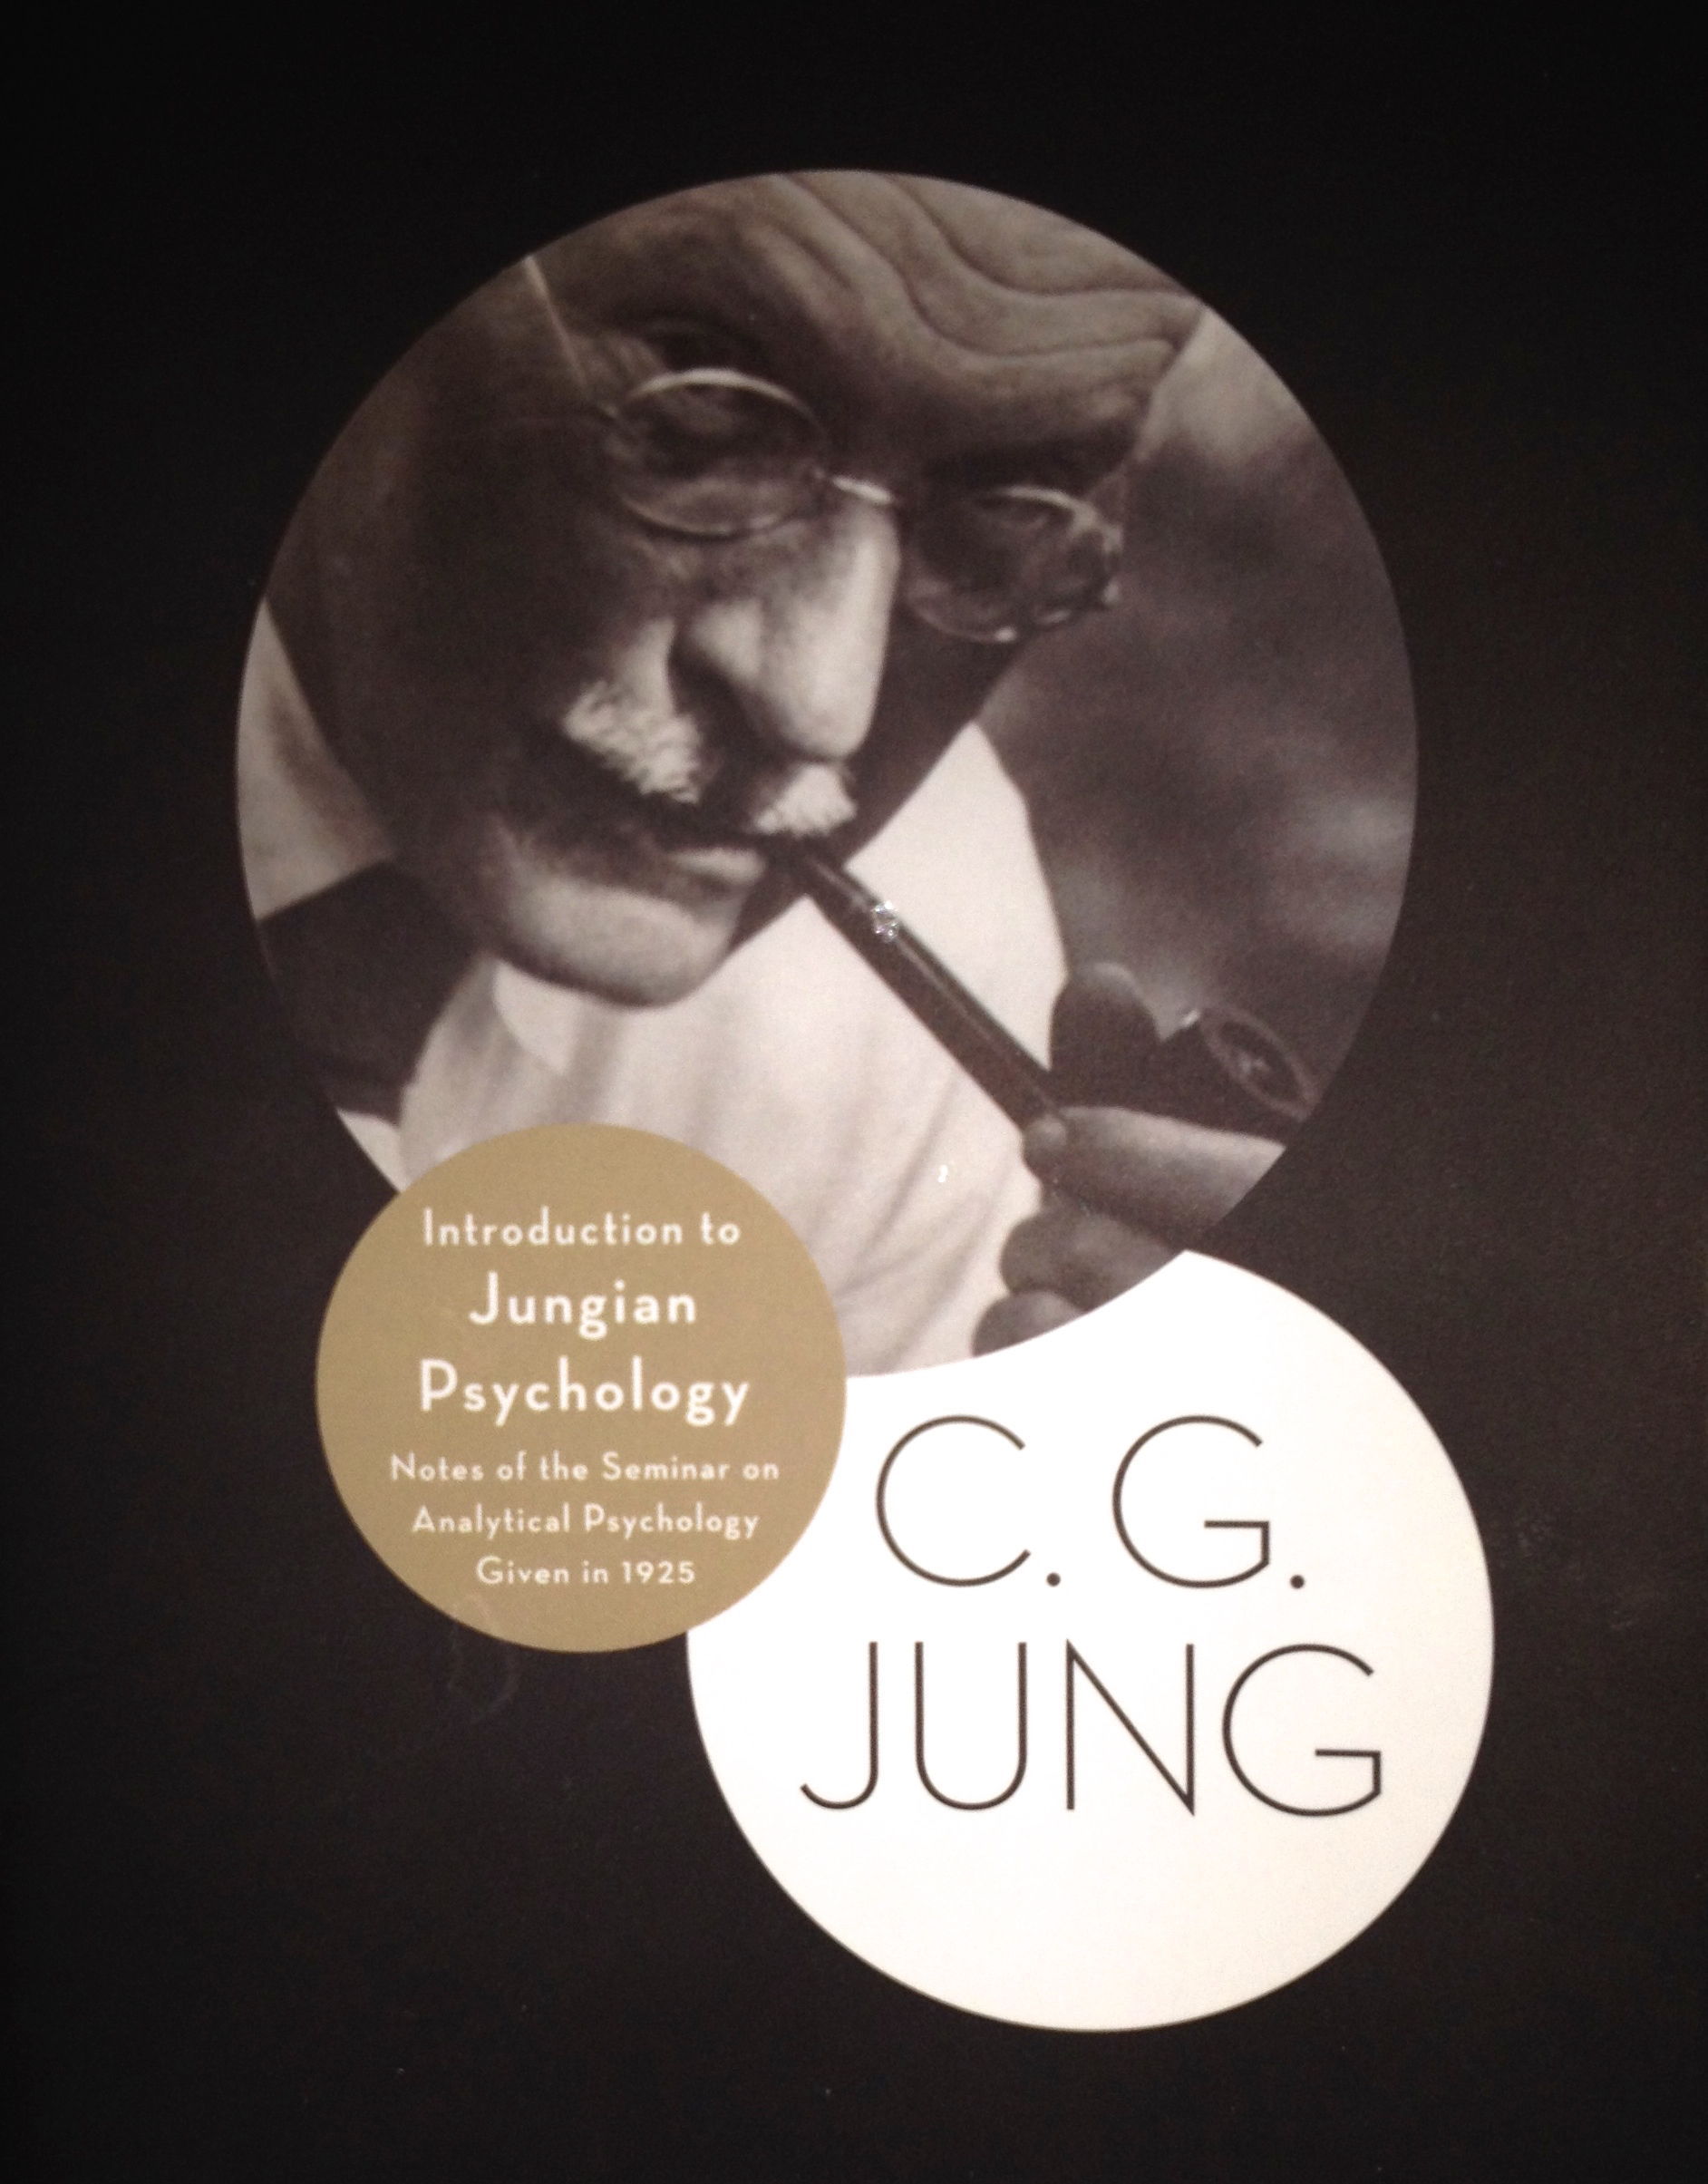 Introduction to
Jungian
Psychology
Notes of the Seminar on
Analytical Psychology
Given in 1925
C. G.
JUNG